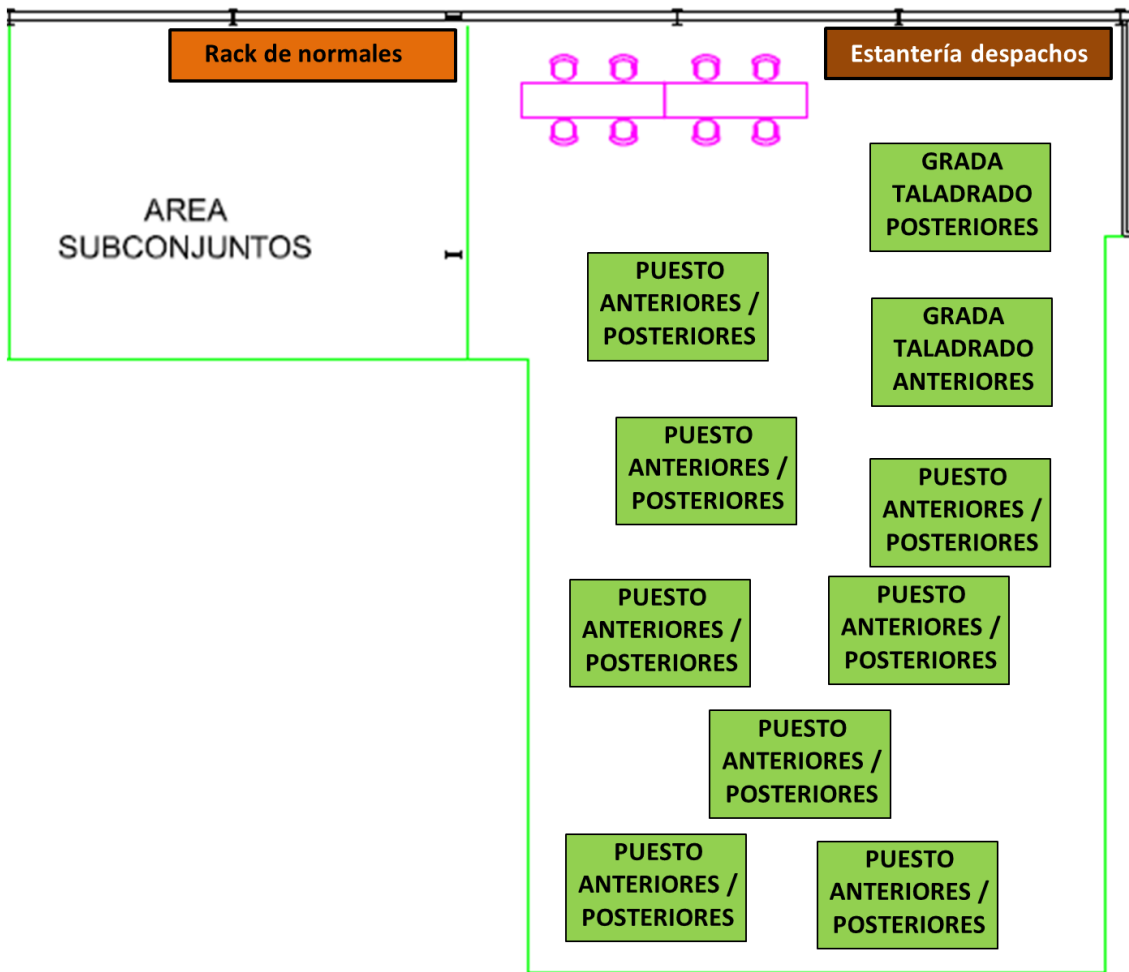 Rack de normales
Estantería despachos
AREA
SUBCONJUNTOS
GRADA
TALADRADO
POSTERIORES
PUESTO
ANTERIORES /
POSTERIORES
GRADA
TALADRADO
ANTERIORES
PUESTO
ANTERIORES /
POSTERIORES
PUESTO
ANTERIORES /
POSTERIORES
PUESTO
ANTERIORES /
POSTERIORES
PUESTO
ANTERIORES /
POSTERIORES
PUESTO
ANTERIORES /
POSTERIORES
PUESTO
ANTERIORES /
POSTERIORES
PUESTO
ANTERIORES /
POSTERIORES